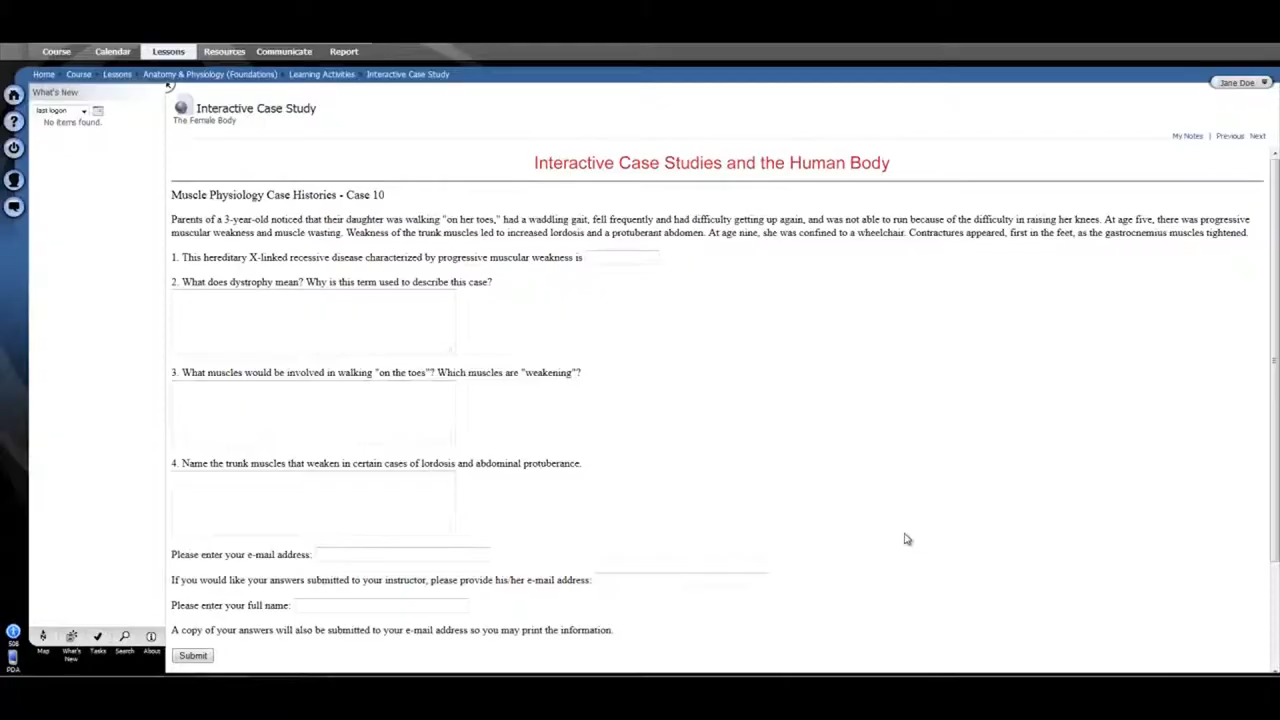 Course Calendar Lessons Resources Communicate Report
Home Course Lessons Anatomy & Physiology (Foundations) Learning Activities Interactive Case Study
Jane Doe
What's New
last logon
No items found.
Interactive Case Study
The Female Body
My Notes | Previous Next
Interactive Case Studies and the Human Body
Muscle Physiology Case Histories - Case 10
Parents of a 3-year-old noticed that their daughter was walking "on her toes," had a waddling gait, fell frequently and had difficulty getting up again, and was not able to run because of the difficulty in raising her knees. At age five, there was progressive
muscular weakness and muscle wasting. Weakness of the trunk muscles led to increased lordosis and a protuberant abdomen. At age nine, she was confined to a wheelchair. Contractures appeared, first in the feet, as the gastrocnemius muscles tightened.
1. This hereditary X-linked recessive disease characterized by progressive muscular weakness is
2. What does dystrophy mean? Why is this term used to describe this case?
3. What muscles would be involved in walking "on the toes"? Which muscles are "weakening"?
4. Name the trunk muscles that weaken in certain cases of lordosis and abdominal protuberance.
Please enter your e-mail address:
If you would like your answers submitted to your instructor, please provide his/her e-mail address:
Please enter your full name:
A copy of your answers will also be submitted to your e-mail address so you may print the information.
Submit
Map What's New Tasks Search About
PDA